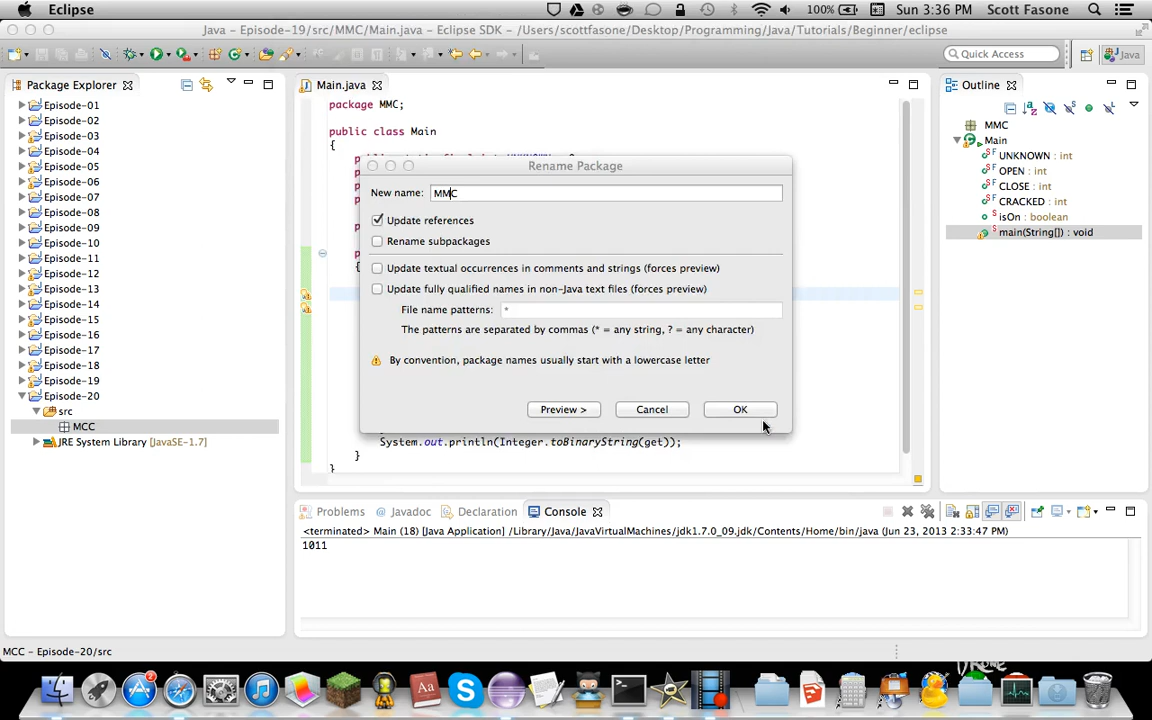 Eclipse
100%
Sun 3:36 PM
Scott Fasone
Java - Episode-19/src/MMC/Main.java - Eclipse SDK - /Users/scottfasone/Desktop/Programming/Java/Tutorials/Beginner/eclipse
Quick Access
Java
Package Explorer
Episode-01
Episode-02
Episode-03
Episode-04
Episode-05
Episode-06
Episode-07
Episode-08
Episode-09
Episode-10
Episode-11
Episode-12
Episode-13
Episode-14
Episode-15
Episode-16
Episode-17
Episode-18
Episode-19
Episode-20
src
MCC
JRE System Library [JavaSE-1.7]
Main.java
package MMC;
public class Main
{
Rename Package
New name: MMC
Update references
Rename subpackages
Update textual occurrences in comments and strings (forces preview)
Update fully qualified names in non-Java text files (forces preview)
File name patterns: *
The patterns are separated by commas (* = any string, ? = any character)
By convention, package names usually start with a lowercase letter
Preview >
Cancel
OK
System.out.println(Integer.toBinaryString(get));
}
}
Outline
MMC
Main
UNKNOWN : int
OPEN : int
CLOSE : int
CRACKED : int
isOn : boolean
main(String[]) : void
Problems
Javadoc
Declaration
Console
<terminated> Main (18) [Java Application] /Library/Java/JavaVirtualMachines/jdk1.7.0_09.jdk/Contents/Home/bin/java (Jun 23, 2013 2:33:47 PM)
1011
MCC - Episode-20/src